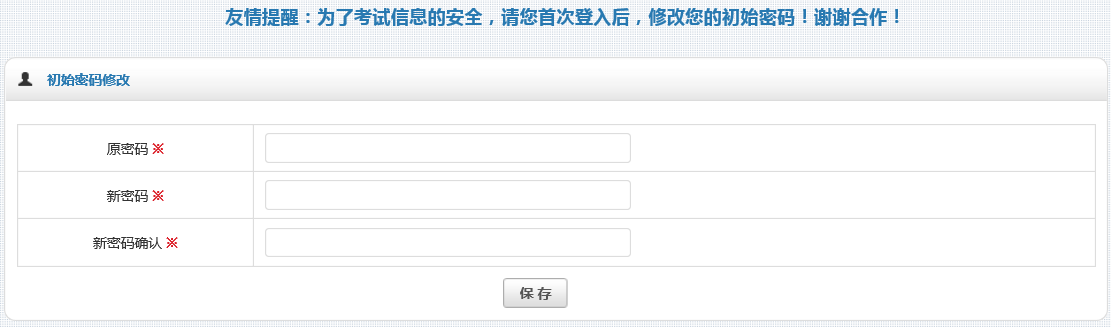 友情提醒：为了考试信息的安全，请您首次登入后，修改您的初始密码！谢谢合作！
初始密码修改
原密码 ※
新密码 ※
新密码确认 ※
保 存